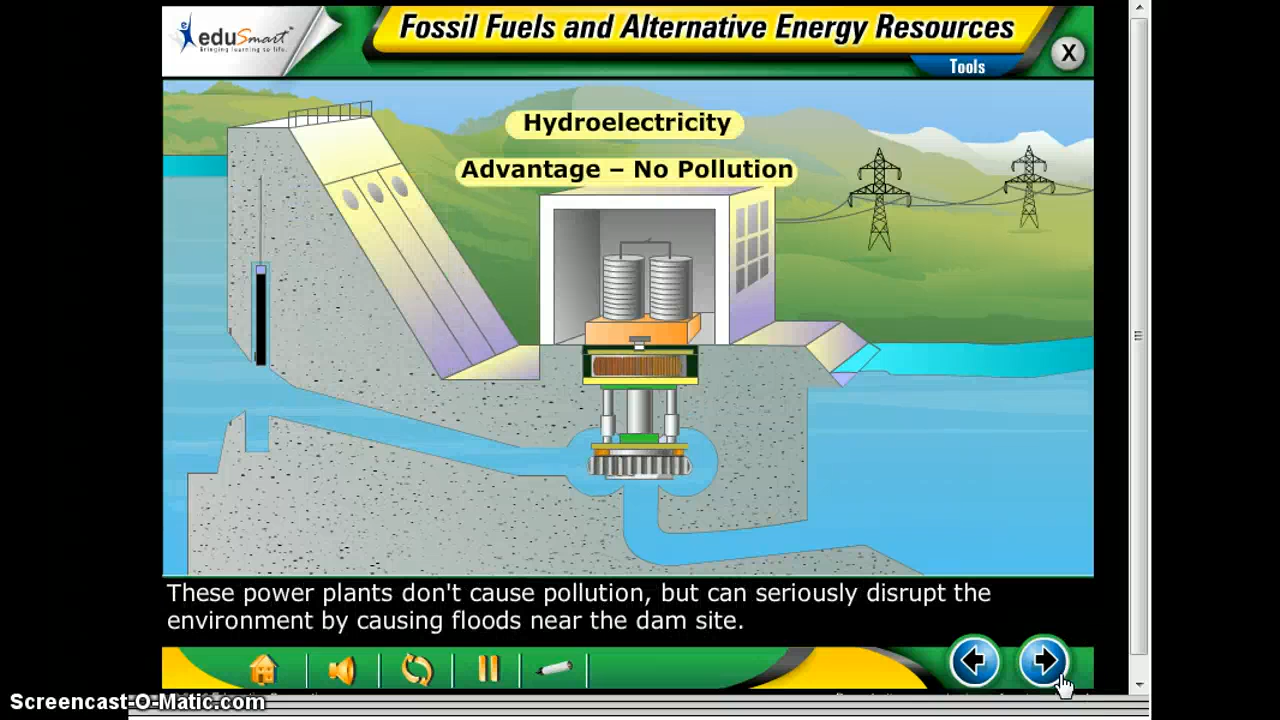 eduSmart
Bringing learning to life.
Fossil Fuels and Alternative Energy Resources
X
Tools
Hydroelectricity
Advantage – No Pollution
These power plants don't cause pollution, but can seriously disrupt the
environment by causing floods near the dam site.
Screencast-O-Matic.com